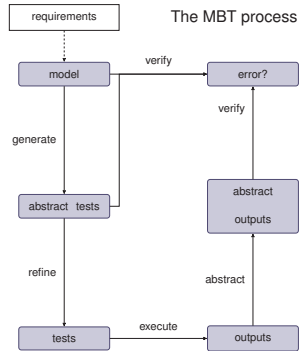 requirements
The MBT process
verify
model
error?
verify
generate
abstract
abstract tests
outputs
refine
abstract
execute
tests
outputs